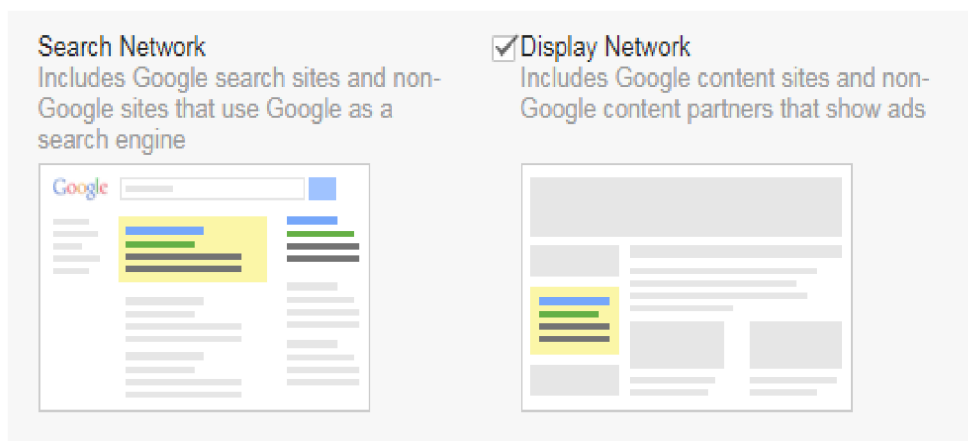 Search Network
Includes Google search sites and non-
Google sites that use Google as a
search engine
Google
Display Network
Includes Google content sites and non-
Google content partners that show ads